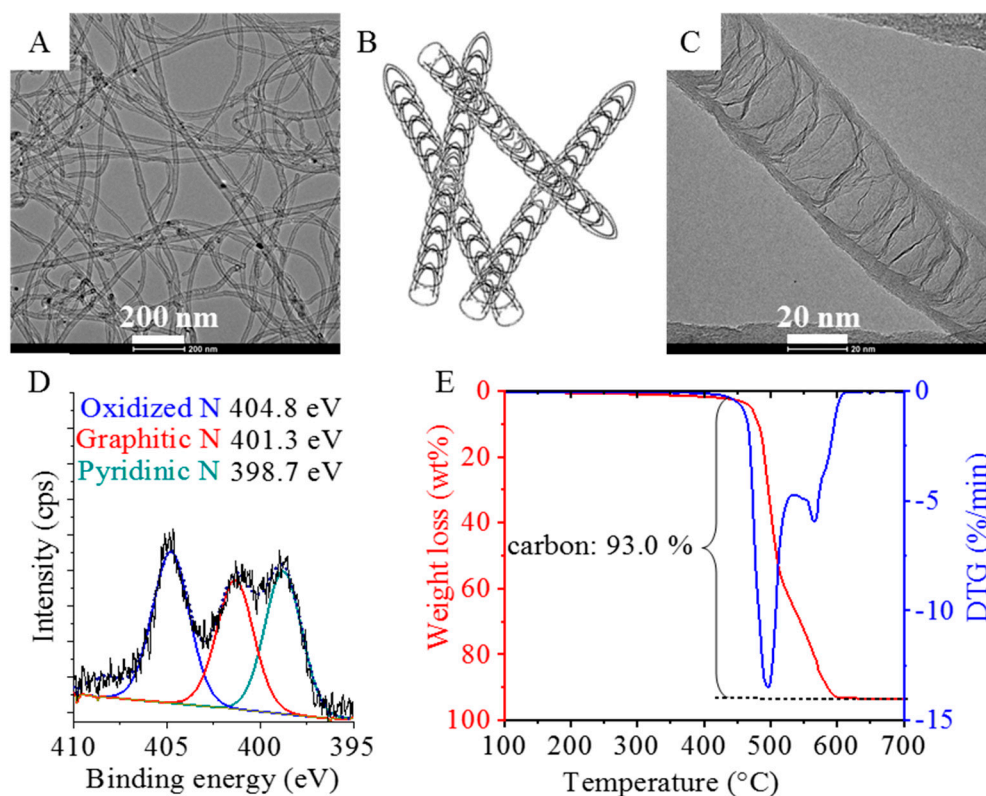 A
200 nm
200 nm
B
C
20 nm
20 nm
D
Oxidized N 404.8 eV
Graphitic N 401.3 eV
Pyridinic N 398.7 eV
Intensity (cps)
410 405 400 395
Binding energy (eV)
E
0
20
40
60
80
100
Weight loss (wt%)
carbon: 93.0 %
0
-5
-10
-15
DTG (%/min)
100 200 300 400 500 600 700
Temperature (°C)